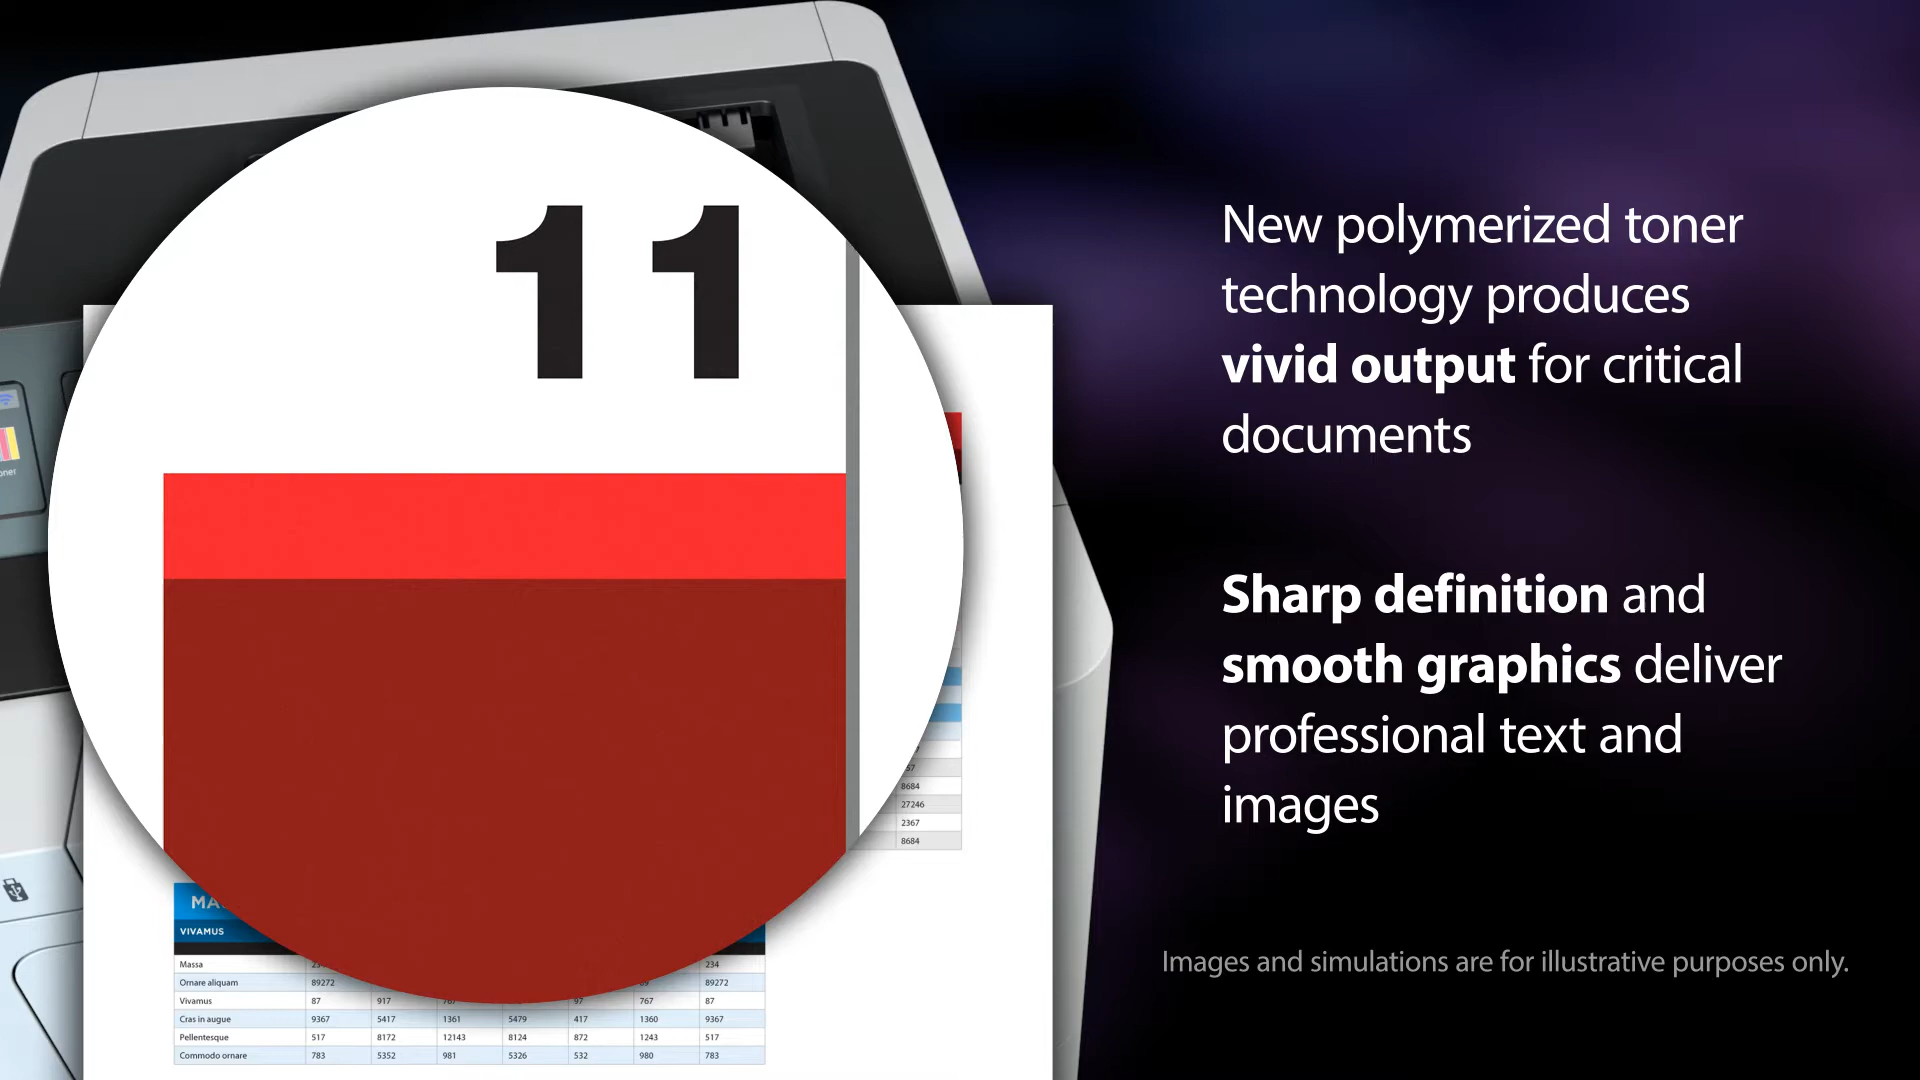 New polymerized toner
technology produces
vivid output for critical
documents
Sharp definition and
smooth graphics deliver
professional text and
images
Images and simulations are for illustrative purposes only.
11
8684
27246
2367
8684
VIVAMUS
Massa 234
Ornare aliquam 89272 89272
Vivamus 87 917 767 97 767 87
Cras in augue 9367 5417 1361 5479 417 1360 9367
Pellentesque 517 8172 12143 8124 872 1243 517
Commodo ornare 783 5352 981 5326 532 980 783